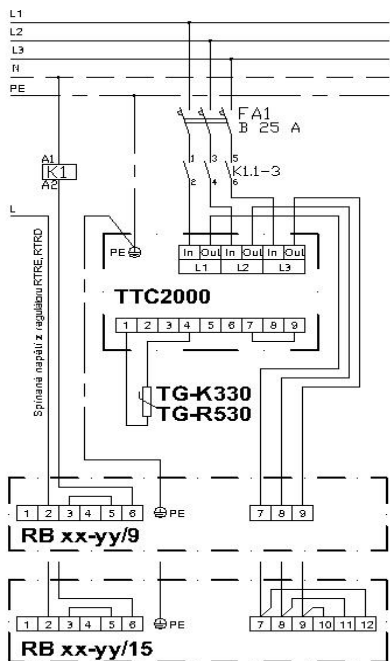 L1
L2
L3
N
PE
FA1
B 25 A
1 3 5
K1.1-3
2 4 6
A1
K1
A2
L
PE
In Out In Out In Out
L1 L2 L3
TTC2000
1 2 3 4 5 6 7 8 9
Spínané napětí z regulátoru RTRE, RTRD
TG-K330
TG-R530
1 2 3 4 5 6 PE 7 8 9
RB xx-yy/9
1 2 3 4 5 6 PE 7 8 9 10 11 12
RB xx-yy/15